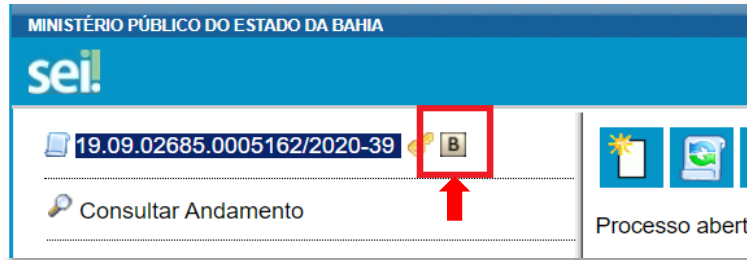 MINISTÉRIO PÚBLICO DO ESTADO DA BAHIA
sei!
19.09.02685.0005162/2020-39 B
Consultar Andamento
Processo abert